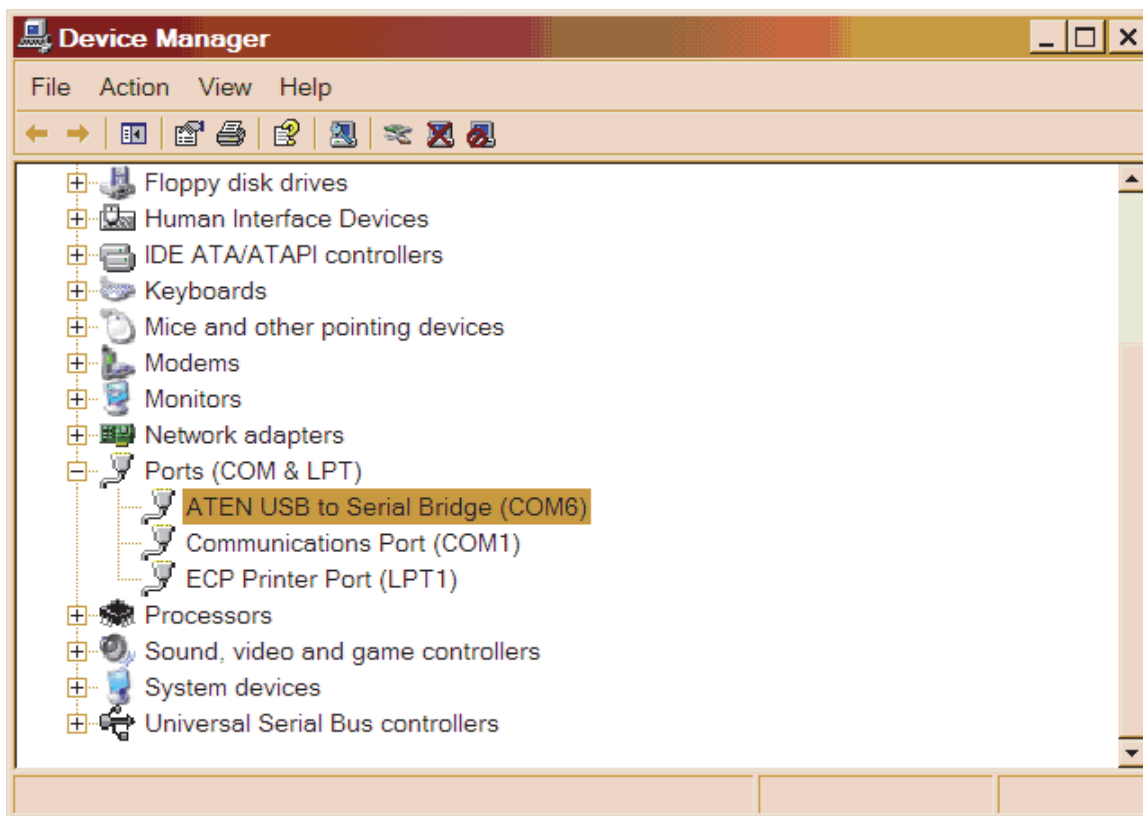 Device Manager
File Action View Help
Floppy disk drives
Human Interface Devices
IDE ATA/ATAPI controllers
Keyboards
Mice and other pointing devices
Modems
Monitors
Network adapters
Ports (COM & LPT)
ATEN USB to Serial Bridge (COM6)
Communications Port (COM1)
ECP Printer Port (LPT1)
Processors
Sound, video and game controllers
System devices
Universal Serial Bus controllers